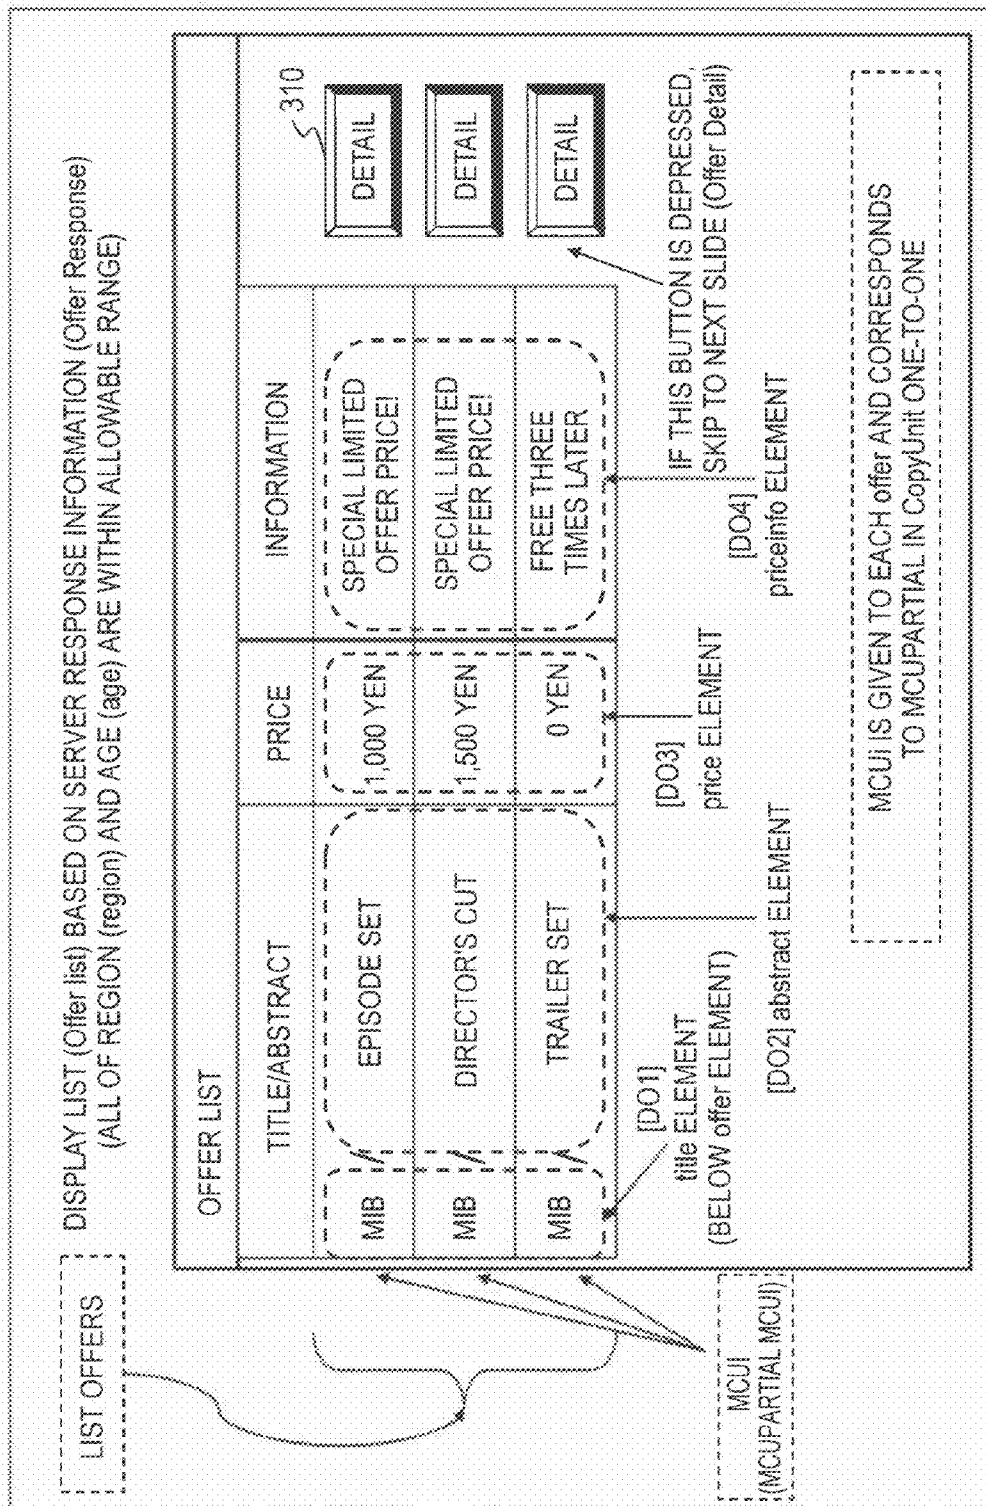 LIST OFFERS
DISPLAY LIST (Offer list) BASED ON SERVER RESPONSE INFORMATION (Offer Response)
(ALL OF REGION (region) AND AGE (age) ARE WITHIN ALLOWABLE RANGE)
OFFER LIST
TITLE/ABSTRACT PRICE INFORMATION
310
MIB / EPISODE SET 1,000 YEN SPECIAL LIMITED
OFFER PRICE!
DETAIL
MIB / DIRECTOR'S CUT 1,500 YEN SPECIAL LIMITED
OFFER PRICE!
DETAIL
MIB / TRAILER SET 0 YEN FREE THREE
TIMES LATER
DETAIL
MCUI
(MCUPARTIAL MCUI)
[DO1]
title ELEMENT
(BELOW offer ELEMENT)
[DO2] abstract ELEMENT
[DO3]
price ELEMENT
[DO4]
priceinfo ELEMENT
IF THIS BUTTON IS DEPRESSED,
SKIP TO NEXT SLIDE (Offer Detail)
MCUi IS GIVEN TO EACH offer AND CORRESPONDS
TO MCUPARTIAL IN CopyUnit ONE-TO-ONE